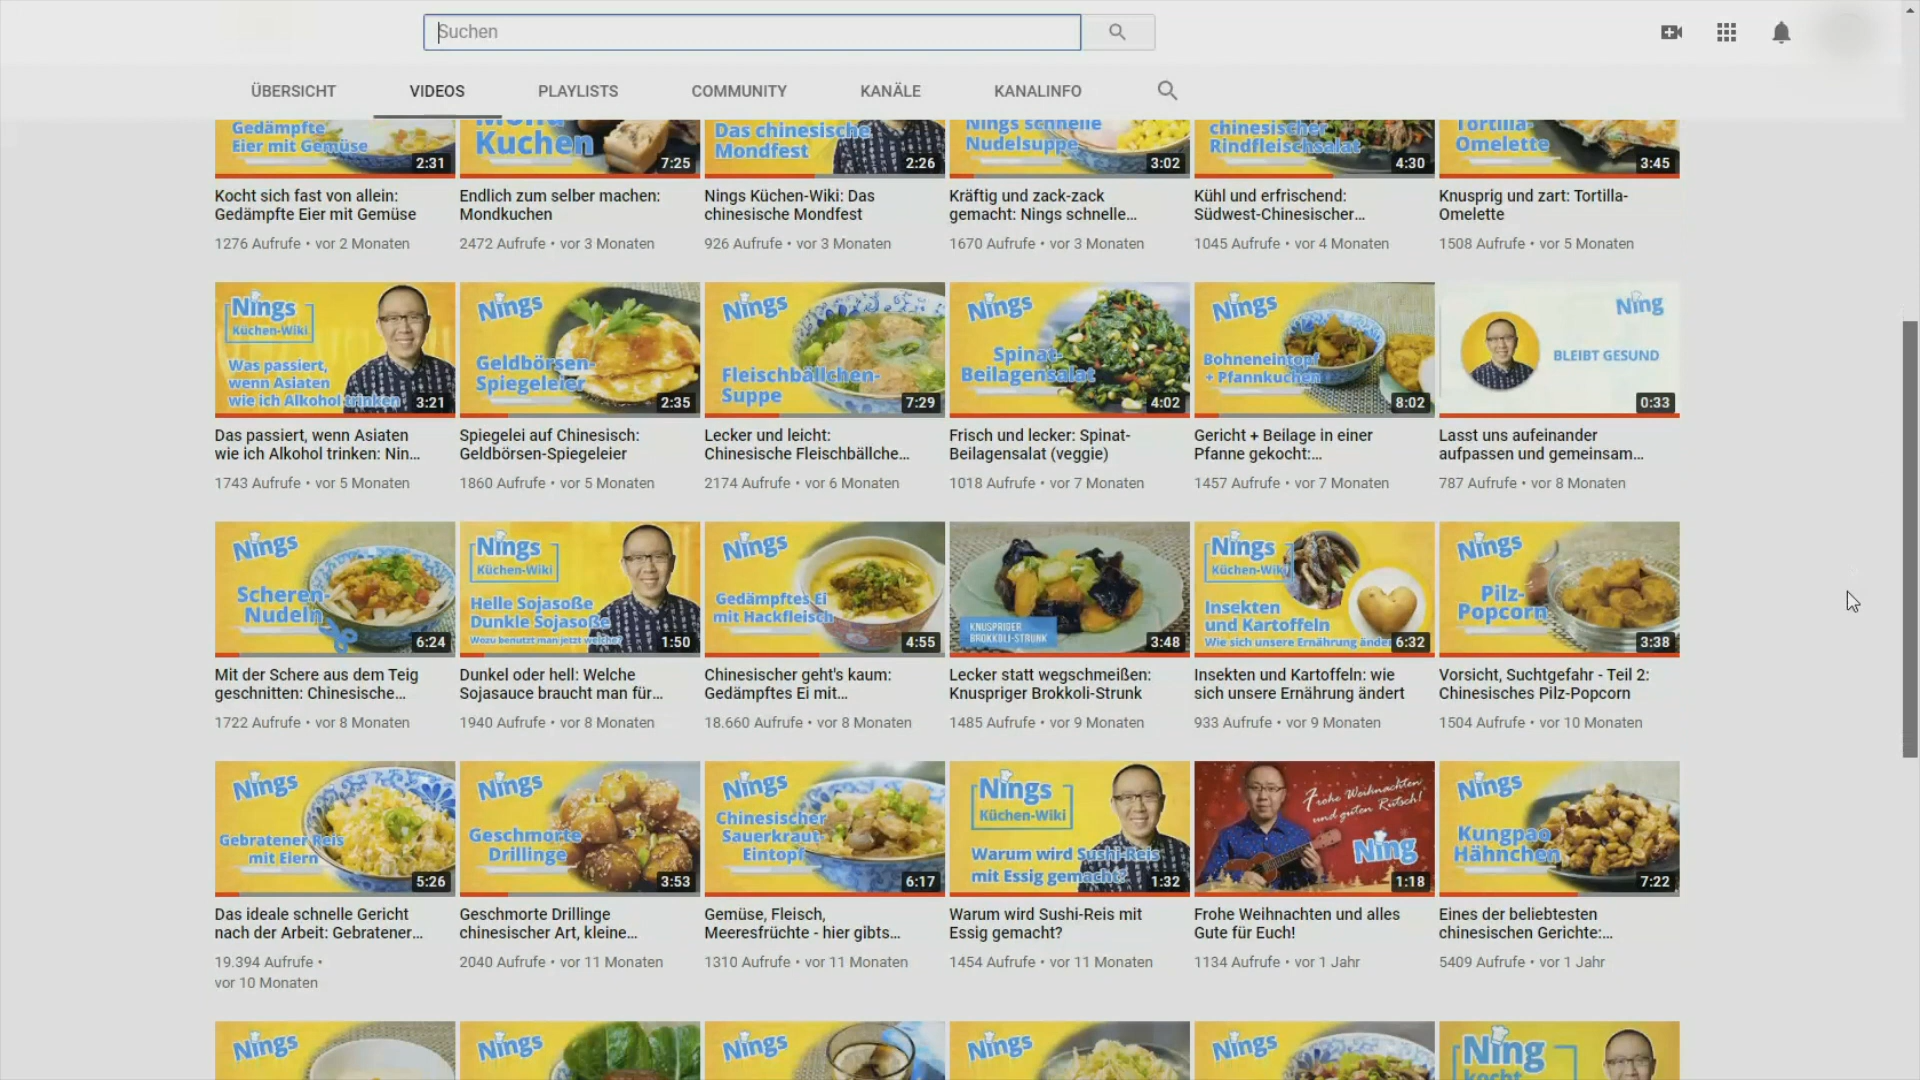 Suchen
ÜBERSICHT
VIDEOS
PLAYLISTS
COMMUNITY
KANÄLE
KANALINFO
Gedämpfte
Eier mit Gemüse
2:31
Kuchen
7:25
Das chinesische
Mondfest
2:26
Nings schnelle
Nudelsuppe
3:02
chinesischer
Rindfleischsalat
4:30
Tortilla-
Omelette
3:45
Kocht sich fast von allein:
Gedämpfte Eier mit Gemüse
1276 Aufrufe • vor 2 Monaten
Endlich zum selber machen:
Mondkuchen
2472 Aufrufe • vor 3 Monaten
Nings Küchen-Wiki: Das
chinesische Mondfest
926 Aufrufe • vor 3 Monaten
Kräftig und zack-zack
gemacht: Nings schnelle...
1670 Aufrufe • vor 3 Monaten
Kühl und erfrischend:
Südwest-Chinesischer...
1045 Aufrufe • vor 4 Monaten
Knusprig und zart: Tortilla-
Omelette
1508 Aufrufe • vor 5 Monaten
Nings
Küchen-Wiki
Was passiert,
wenn Asiaten
wie ich Alkohol trinken
3:21
Nings
Geldbörsen-
Spiegeleier
2:35
Nings
Fleischbällchen-
Suppe
7:29
Nings
Spinat-
Beilagensalat
4:02
Nings
Bohneneintopf
+ Pfannkuchen
8:02
Ning
BLEIBT GESUND
0:33
Das passiert, wenn Asiaten
wie ich Alkohol trinken: Nin...
1743 Aufrufe • vor 5 Monaten
Spiegelei auf Chinesisch:
Geldbörsen-Spiegeleier
1860 Aufrufe • vor 5 Monaten
Lecker und leicht:
Chinesische Fleischbällche...
2174 Aufrufe • vor 6 Monaten
Frisch und lecker: Spinat-
Beilagensalat (veggie)
1018 Aufrufe • vor 7 Monaten
Gericht + Beilage in einer
Pfanne gekocht:...
1457 Aufrufe • vor 7 Monaten
Lasst uns aufeinander
aufpassen und gemeinsam...
787 Aufrufe • vor 8 Monaten
Nings
Scheren-
Nudeln
6:24
Nings
Küchen-Wiki
Helle Sojasoße
Dunkle Sojasoße
Wozu benutzt man jetzt welche?
1:50
Nings
Gedämpftes Ei
mit Hackfleisch
4:55
KNUSPRIGER
BROKKOLI-STRUNK
3:48
Nings
Küchen-Wiki
Insekten
und Kartoffeln
Wie sich unsere Ernährung ändert
6:32
Nings
Pilz-
Popcorn
3:38
Mit der Schere aus dem Teig
geschnitten: Chinesische...
1722 Aufrufe • vor 8 Monaten
Dunkel oder hell: Welche
Sojasauce braucht man für...
1940 Aufrufe • vor 8 Monaten
Chinesischer geht's kaum:
Gedämpftes Ei mit...
18.660 Aufrufe • vor 8 Monaten
Lecker statt wegschmeißen:
Knuspriger Brokkoli-Strunk
1485 Aufrufe • vor 9 Monaten
Insekten und Kartoffeln: wie
sich unsere Ernährung ändert
933 Aufrufe • vor 9 Monaten
Vorsicht, Suchtgefahr - Teil 2:
Chinesisches Pilz-Popcorn
1504 Aufrufe • vor 10 Monaten
Nings
Gebratener Reis
mit Eiern
5:26
Nings
Geschmorte
Drillinge
3:53
Nings
Chinesischer
Sauerkraut-
Eintopf
6:17
Nings
Küchen-Wiki
Warum wird Sushi-Reis
mit Essig gemacht?
1:32
Frohe Weihnachten
und guten Rutsch!
Ning
1:18
Nings
Kungpao
Hähnchen
7:22
Das ideale schnelle Gericht
nach der Arbeit: Gebratener...
19.394 Aufrufe •
vor 10 Monaten
Geschmorte Drillinge
chinesischer Art, kleine...
2040 Aufrufe • vor 11 Monaten
Gemüse, Fleisch,
Meeresfrüchte - hier gibts...
1310 Aufrufe • vor 11 Monaten
Warum wird Sushi-Reis mit
Essig gemacht?
1454 Aufrufe • vor 11 Monaten
Frohe Weihnachten und alles
Gute für Euch!
1134 Aufrufe • vor 1 Jahr
Eines der beliebtesten
chinesischen Gerichte:...
5409 Aufrufe • vor 1 Jahr
Nings
Nings
Nings
Nings
Nings
Ning
kocht